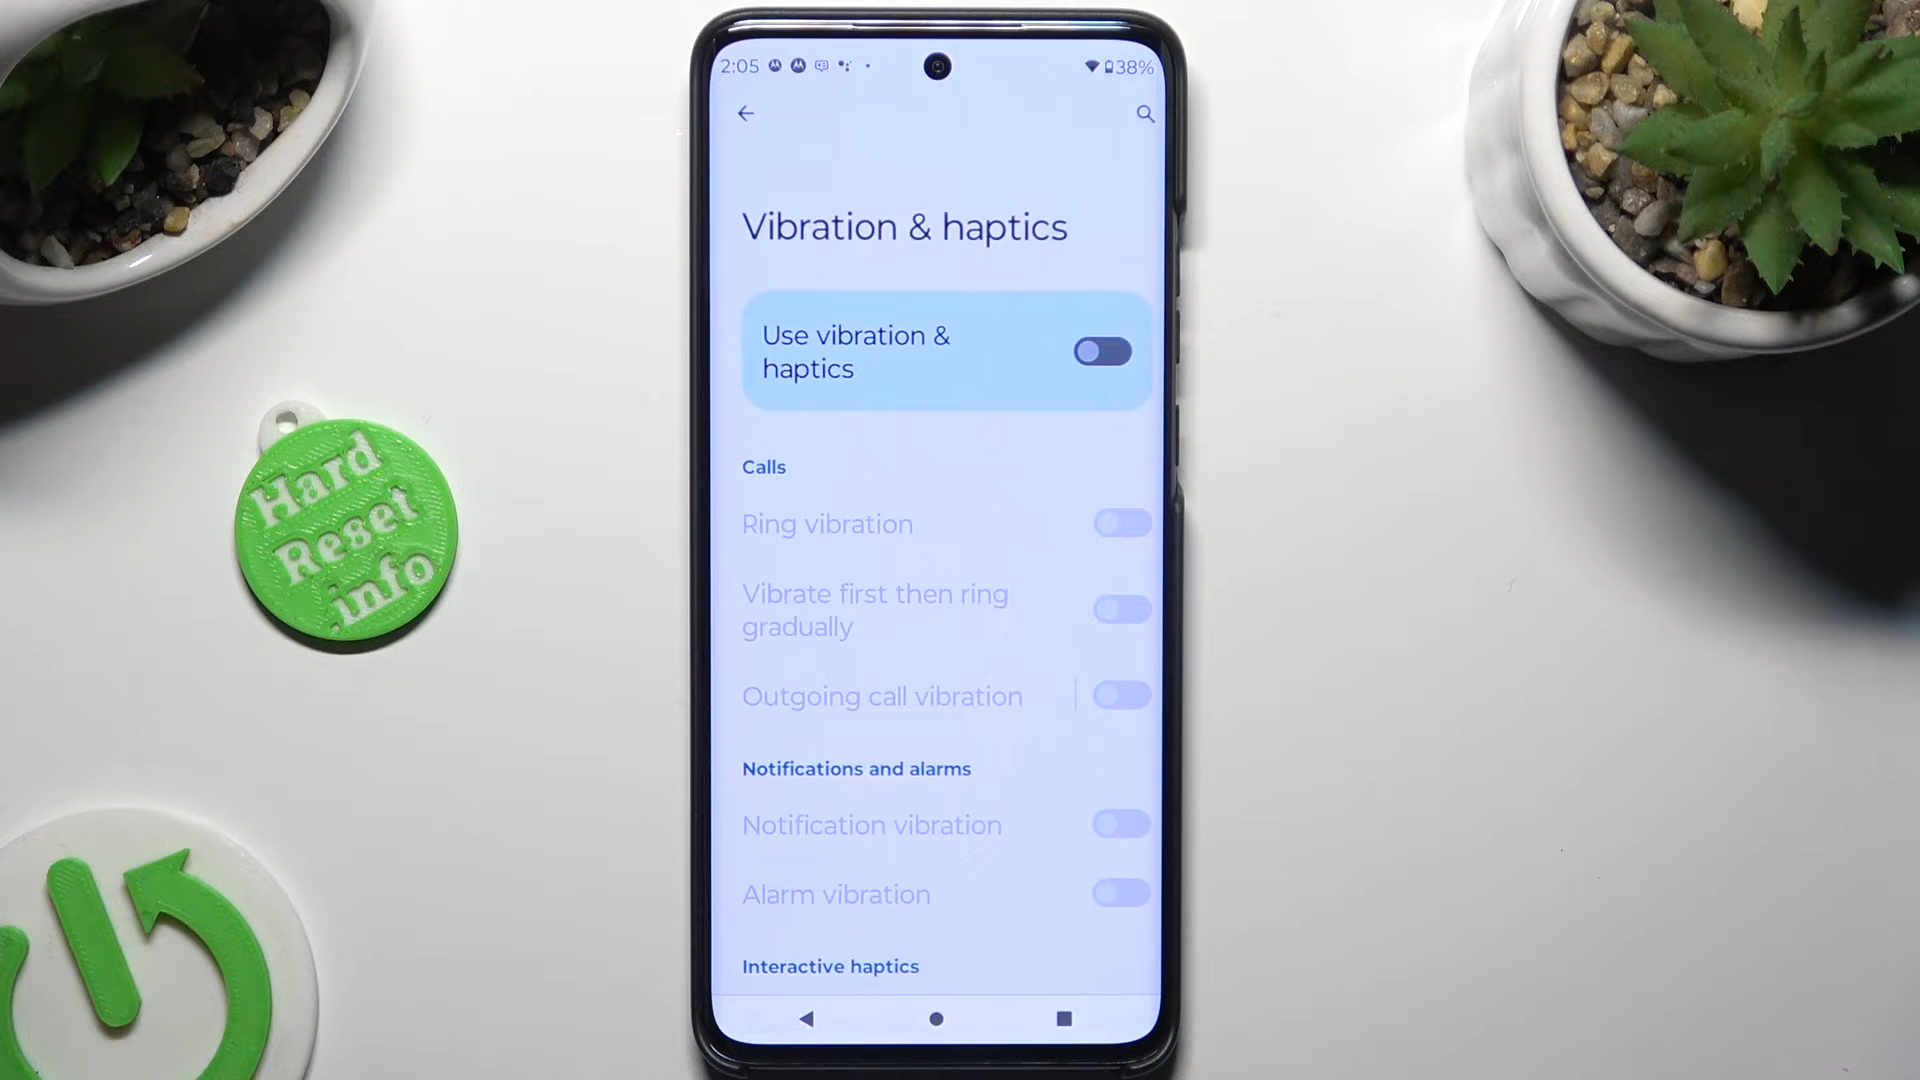 2:05
38%
Vibration & haptics
Use vibration &
haptics
Calls
Ring vibration
Vibrate first then ring
gradually
Outgoing call vibration
Notifications and alarms
Notification vibration
Alarm vibration
Interactive haptics
Hard
Reset
.info